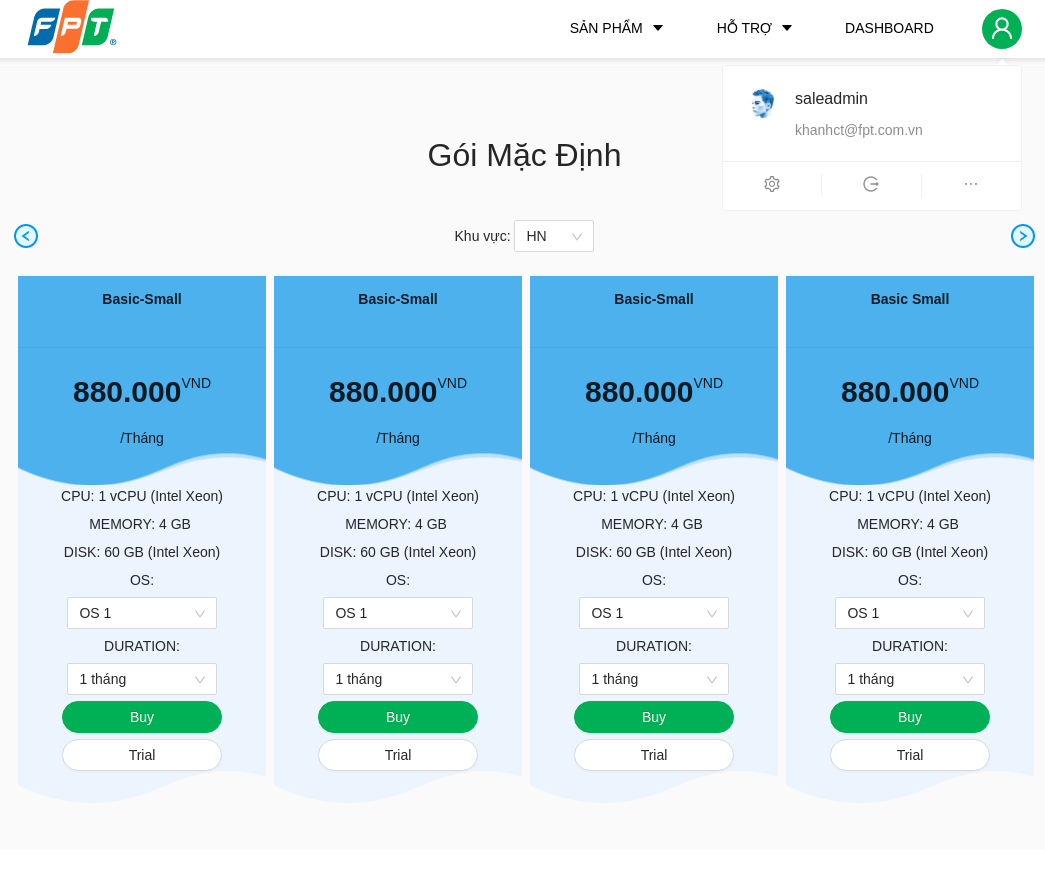 FPT®
SẢN PHẨM
HỖ TRỢ
DASHBOARD
saleadmin
khanhct@fpt.com.vn
Gói Mặc Định
Khu vực: HN
Basic-Small
880.000VND
/Tháng
CPU: 1 vCPU (Intel Xeon)
MEMORY: 4 GB
DISK: 60 GB (Intel Xeon)
OS:
OS 1
DURATION:
1 tháng
Buy
Trial
Basic-Small
880.000VND
/Tháng
CPU: 1 vCPU (Intel Xeon)
MEMORY: 4 GB
DISK: 60 GB (Intel Xeon)
OS:
OS 1
DURATION:
1 tháng
Buy
Trial
Basic-Small
880.000VND
/Tháng
CPU: 1 vCPU (Intel Xeon)
MEMORY: 4 GB
DISK: 60 GB (Intel Xeon)
OS:
OS 1
DURATION:
1 tháng
Buy
Trial
Basic Small
880.000VND
/Tháng
CPU: 1 vCPU (Intel Xeon)
MEMORY: 4 GB
DISK: 60 GB (Intel Xeon)
OS:
OS 1
DURATION:
1 tháng
Buy
Trial